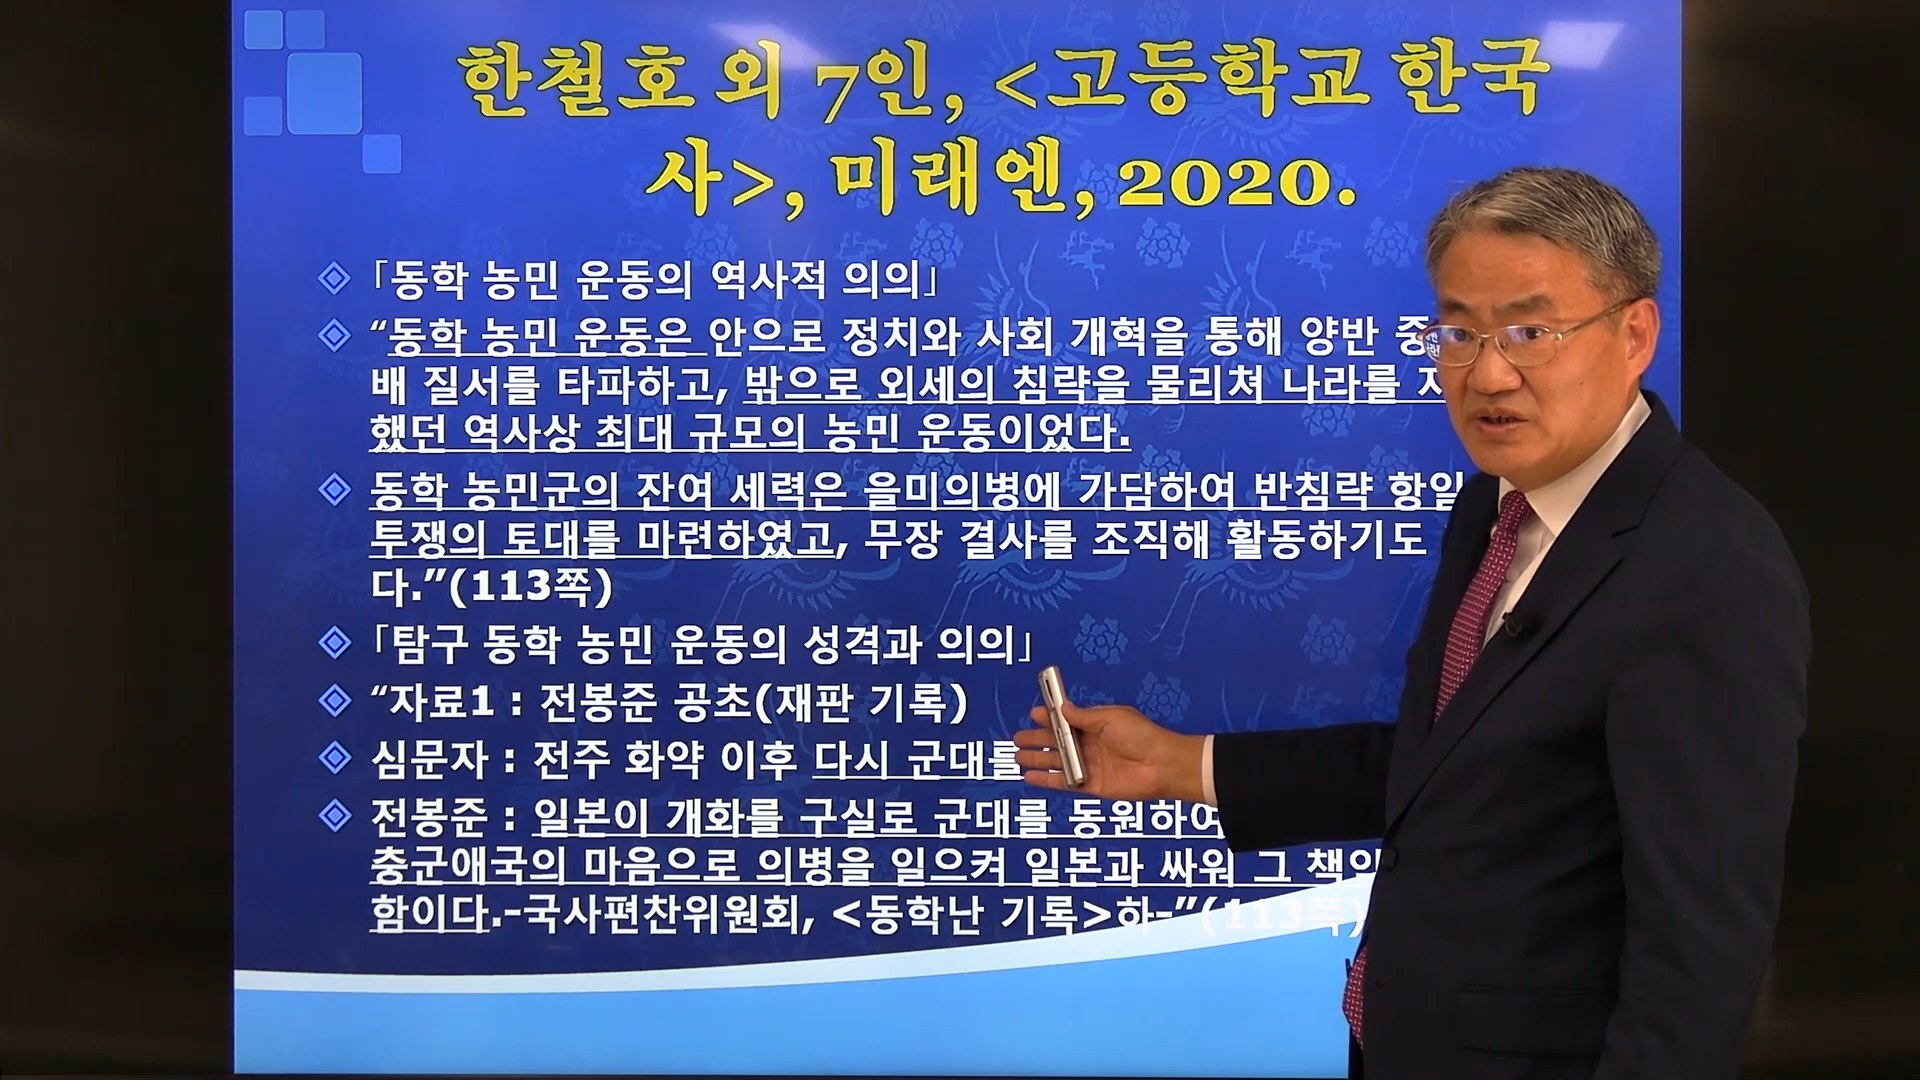 한철호 외 7인, <고등학교 한국
사>, 미래엔, 2020.
「동학 농민 운동의 역사적 의의」
“동학 농민 운동은 안으로 정치와 사회 개혁을 통해 양반 중
배 질서를 타파하고, 밖으로 외세의 침략을 물리쳐 나라를
했던 역사상 최대 규모의 농민 운동이었다.
동학 농민군의 잔여 세력은 을미의병에 가담하여 반침략 항일
투쟁의 토대를 마련하였고, 무장 결사를 조직해 활동하기도
다.”(113쪽)
「탐구 동학 농민 운동의 성격과 의의」
“자료1 : 전봉준 공초(재판 기록)
심문자 : 전주 화약 이후 다시 군대를
전봉준 : 일본이 개화를 구실로 군대를 동원하여
충군애국의 마음으로 의병을 일으켜 일본과 싸워 그 책임
함이다.-국사편찬위원회, <동학난 기록>하-”(113쪽)